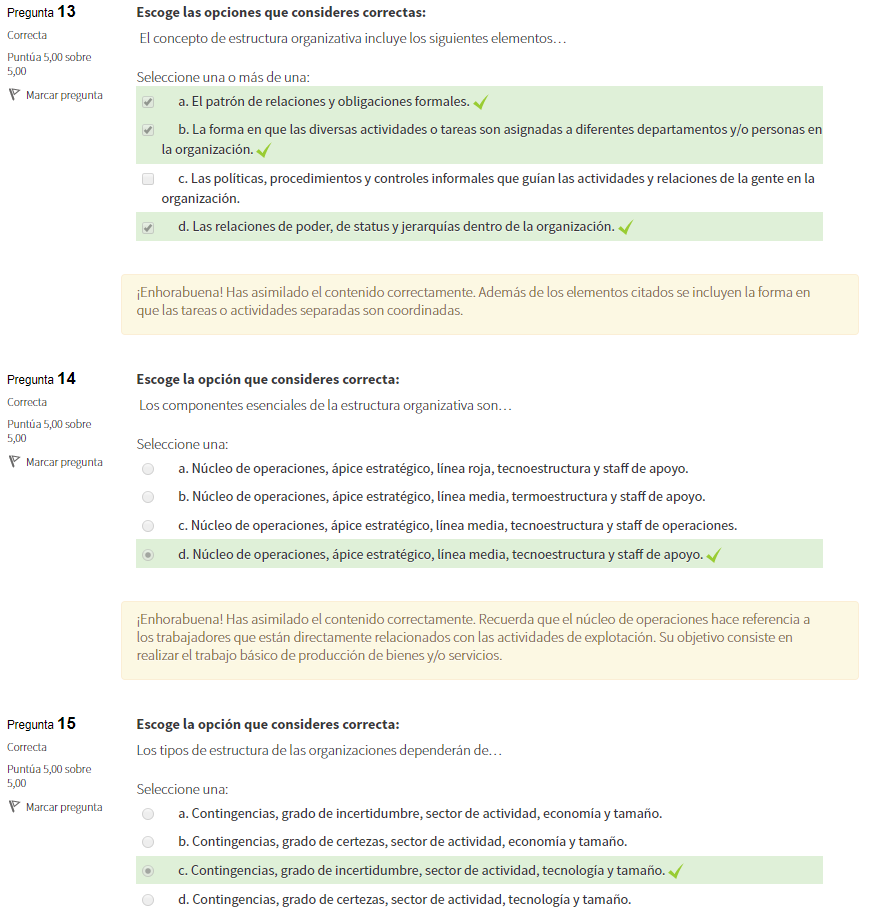 Pregunta 13
Correcta
Puntúa 5,00 sobre
5,00
Marcar pregunta
Escoge las opciones que consideres correctas:
El concepto de estructura organizativa incluye los siguientes elementos…
Seleccione una o más de una:
a. El patrón de relaciones y obligaciones formales.
b. La forma en que las diversas actividades o tareas son asignadas a diferentes departamentos y/o personas en
la organización.
c. Las políticas, procedimientos y controles informales que guían las actividades y relaciones de la gente en la
organización.
d. Las relaciones de poder, de status y jerarquías dentro de la organización.
¡Enhorabuena! Has asimilado el contenido correctamente. Además de los elementos citados se incluyen la forma en
que las tareas o actividades separadas son coordinadas.
Pregunta 14
Correcta
Puntúa 5,00 sobre
5,00
Marcar pregunta
Escoge la opción que consideres correcta:
Los componentes esenciales de la estructura organizativa son…
Seleccione una:
a. Núcleo de operaciones, ápice estratégico, línea roja, tecnoestructura y staff de apoyo.
b. Núcleo de operaciones, ápice estratégico, línea media, termoestructura y staff de apoyo.
c. Núcleo de operaciones, ápice estratégico, línea media, tecnoestructura y staff de operaciones.
d. Núcleo de operaciones, ápice estratégico, línea media, tecnoestructura y staff de apoyo.
¡Enhorabuena! Has asimilado el contenido correctamente. Recuerda que el núcleo de operaciones hace referencia a
los trabajadores que están directamente relacionados con las actividades de explotación. Su objetivo consiste en
realizar el trabajo básico de producción de bienes y/o servicios.
Pregunta 15
Correcta
Puntúa 5,00 sobre
5,00
Marcar pregunta
Escoge la opción que consideres correcta:
Los tipos de estructura de las organizaciones dependerán de…
Seleccione una:
a. Contingencias, grado de incertidumbre, sector de actividad, economía y tamaño.
b. Contingencias, grado de certezas, sector de actividad, economía y tamaño.
c. Contingencias, grado de incertidumbre, sector de actividad, tecnología y tamaño.
d. Contingencias, grado de certezas, sector de actividad, tecnología y tamaño.